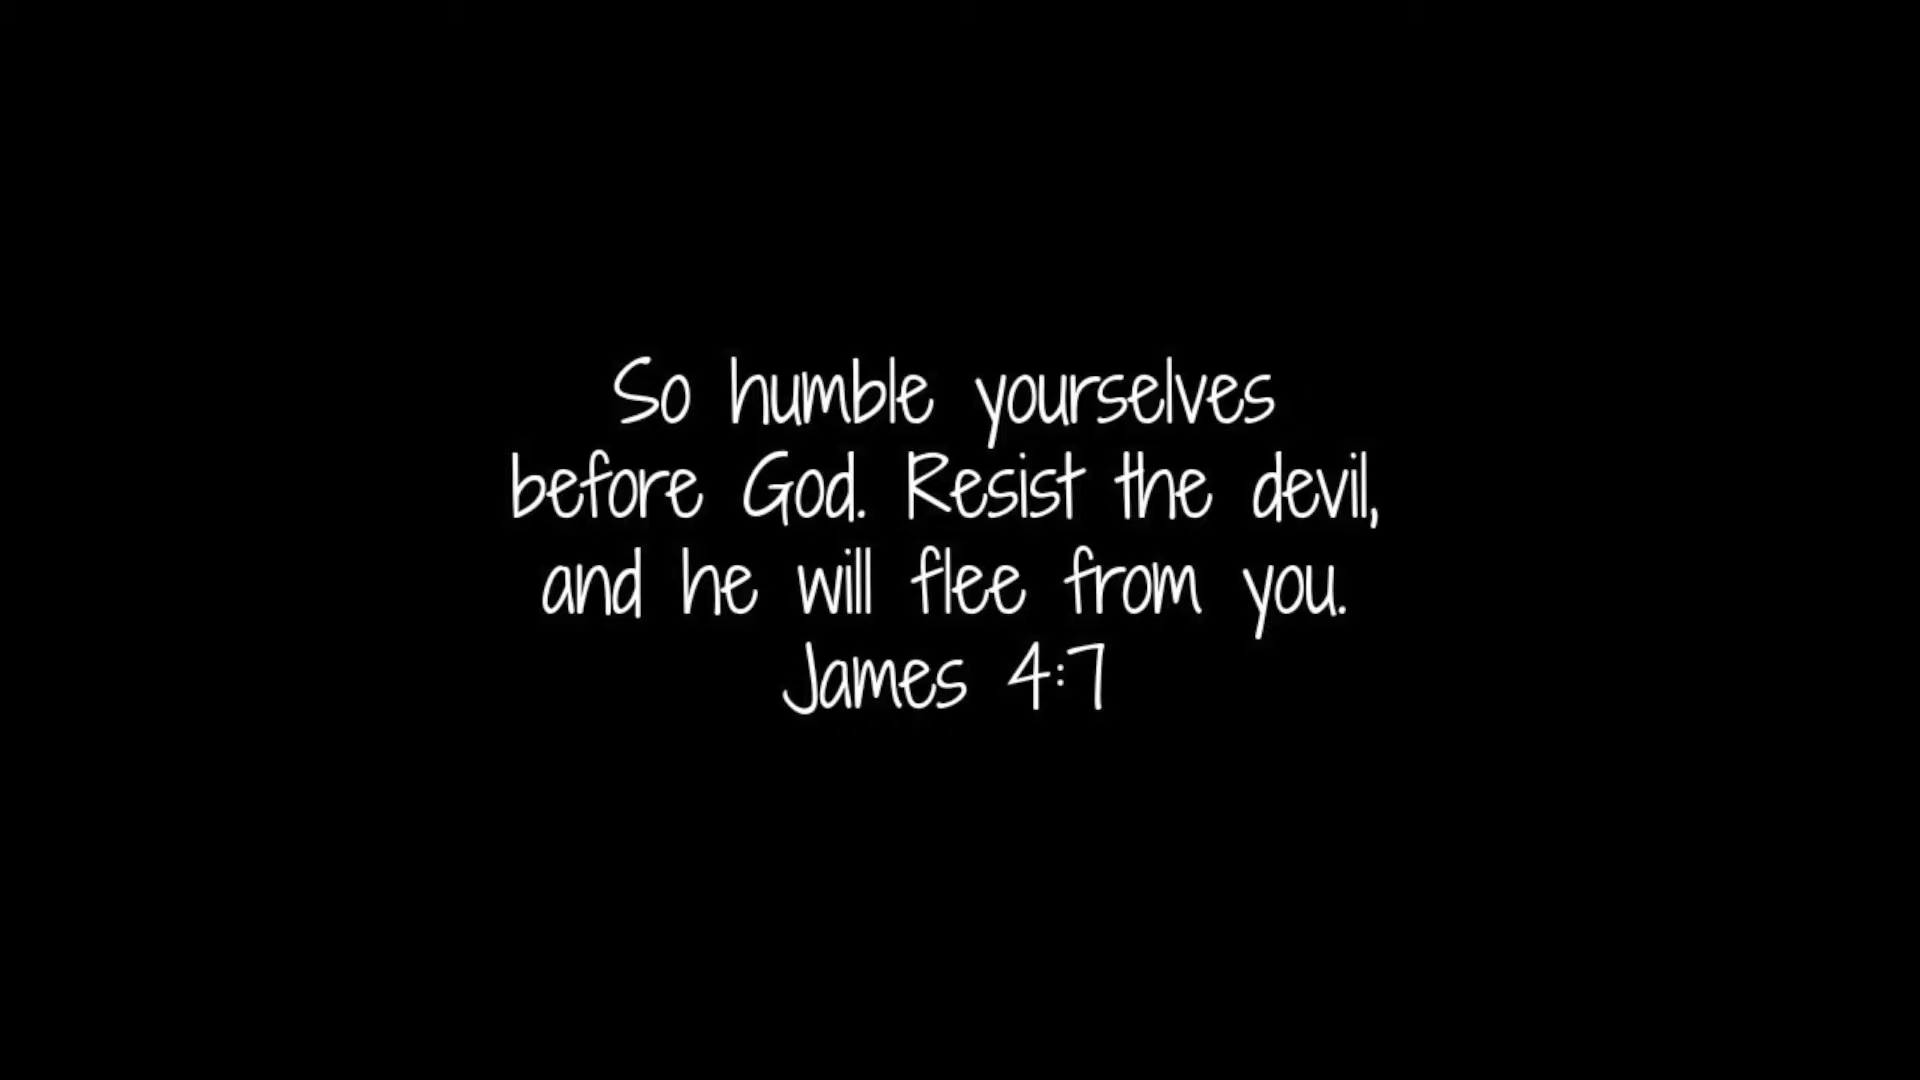 So humble yourselves
before God. Resist the devil,
and he will flee from you.
James 4:7